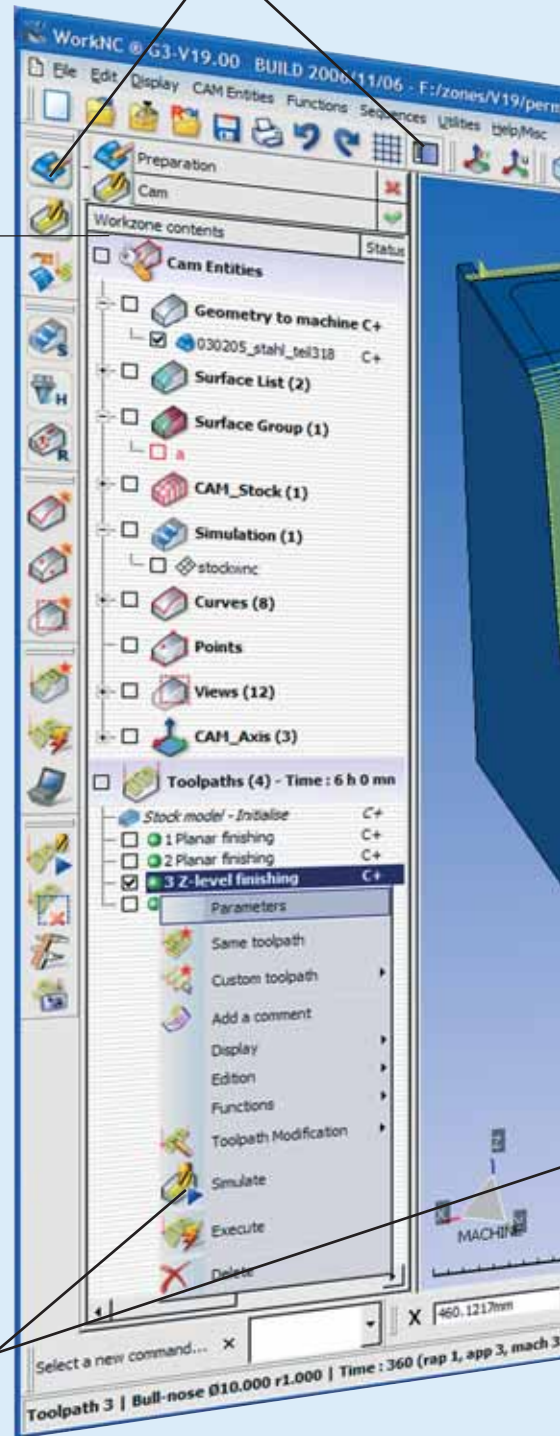 WorkNC ® G3-V19.00 BUILD 2006/11/06 - F:/zones/V19/perm
File Edit Display CAM Entities Functions Sequences Utilities Help/Misc
Preparation
Cam
Workzone contents Status
Cam Entities
Geometry to machine C+
030205_stahl_teil318 C+
Surface List (2)
Surface Group (1)
a
CAM_Stock (1)
Simulation (1)
stockwnc
Curves (8)
Points
Views (12)
CAM_Axis (3)
Toolpaths (4) - Time : 6 h 0 mn
Stock model - Initialise C+
1 Planar finishing C+
2 Planar finishing C+
3 Z-level finishing C+
Parameters
Same toolpath
Custom toolpath
Add a comment
Display
Edition
Functions
Toolpath Modification
Simulate
Execute
Delete
MACHINE
Select a new command... X X 460.1217mm
Toolpath 3 | Bull-nose Ø10.000 r1.000 | Time : 360 (rap 1, app 3, mach 3